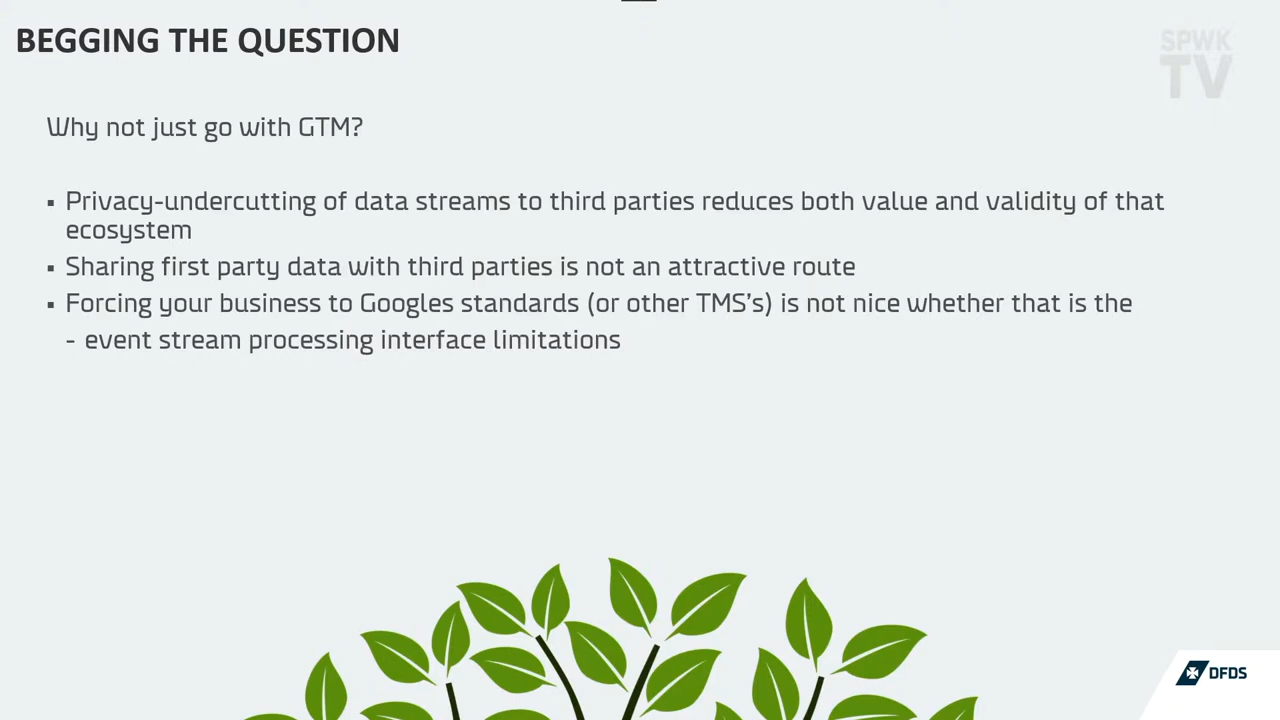 BEGGING THE QUESTION
SPWK
TV
Why not just go with GTM?
▪ Privacy-undercutting of data streams to third parties reduces both value and validity of that
ecosystem
▪ Sharing first party data with third parties is not an attractive route
▪ Forcing your business to Googles standards (or other TMS’s) is not nice whether that is the
- event stream processing interface limitations
DFDS